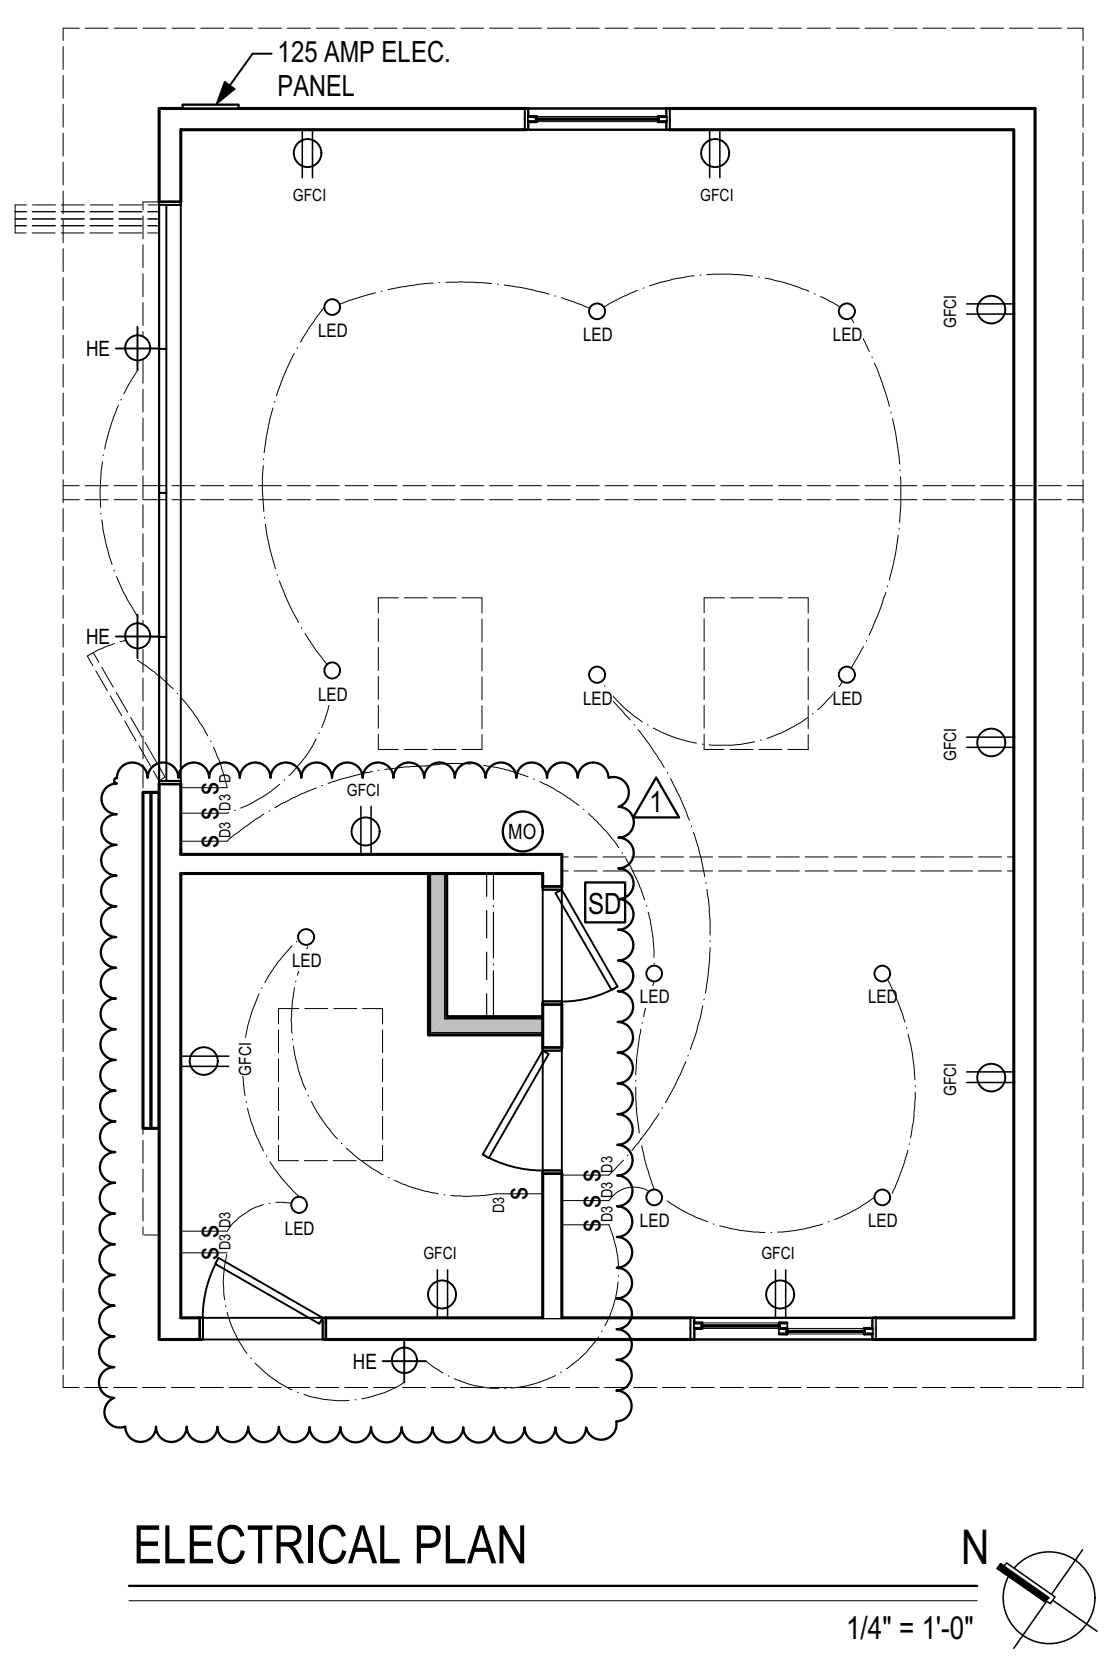 125 AMP ELEC.
PANEL
GFCI
GFCI
GFCI
LED
LED
LED
HE
HE
LED
LED
LED
GFCI
D
D3
D3
GFCI
MO
1
SD
LED
LED
LED
GFCI
GFCI
S
S
S
D3
S
S
S
S
D3
D3
D3
LED
LED
LED
S
S
D3
D3
GFCI
GFCI
HE
ELECTRICAL PLAN
N
1/4" = 1'-0"